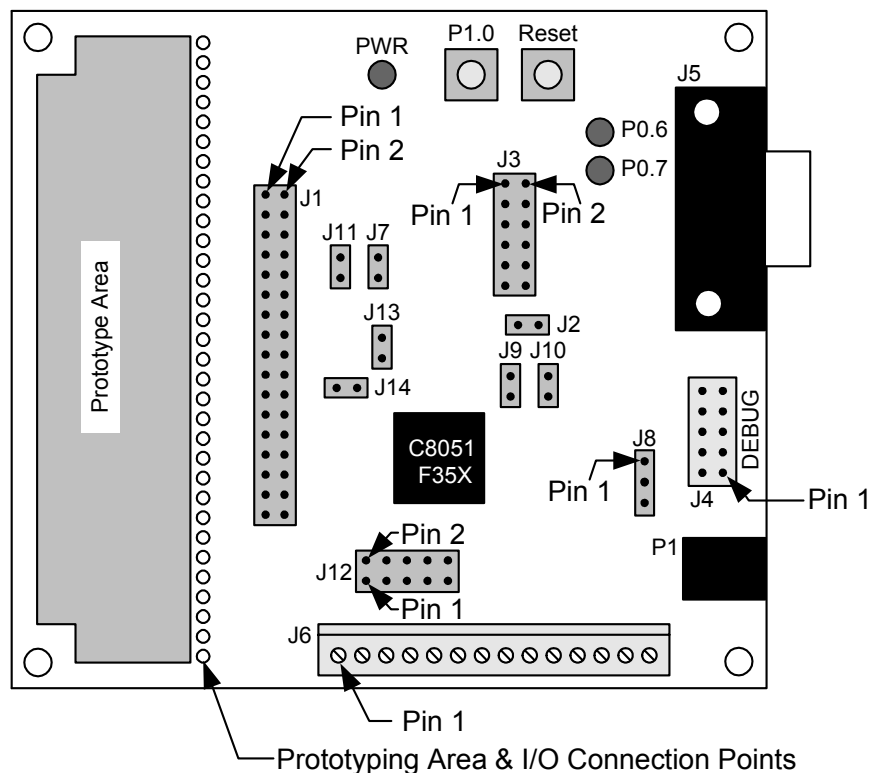 PWR
P1.0
Reset
J5
Pin 1
Pin 2
P0.6
P0.7
J1
J3
Pin 1
Pin 2
J11
J7
J13
J2
J14
J9
J10
Prototype Area
C8051
F35X
J8
Pin 1
DEBUG
J4
Pin 1
Pin 2
J12
Pin 1
P1
J6
Pin 1
Prototyping Area & I/O Connection Points